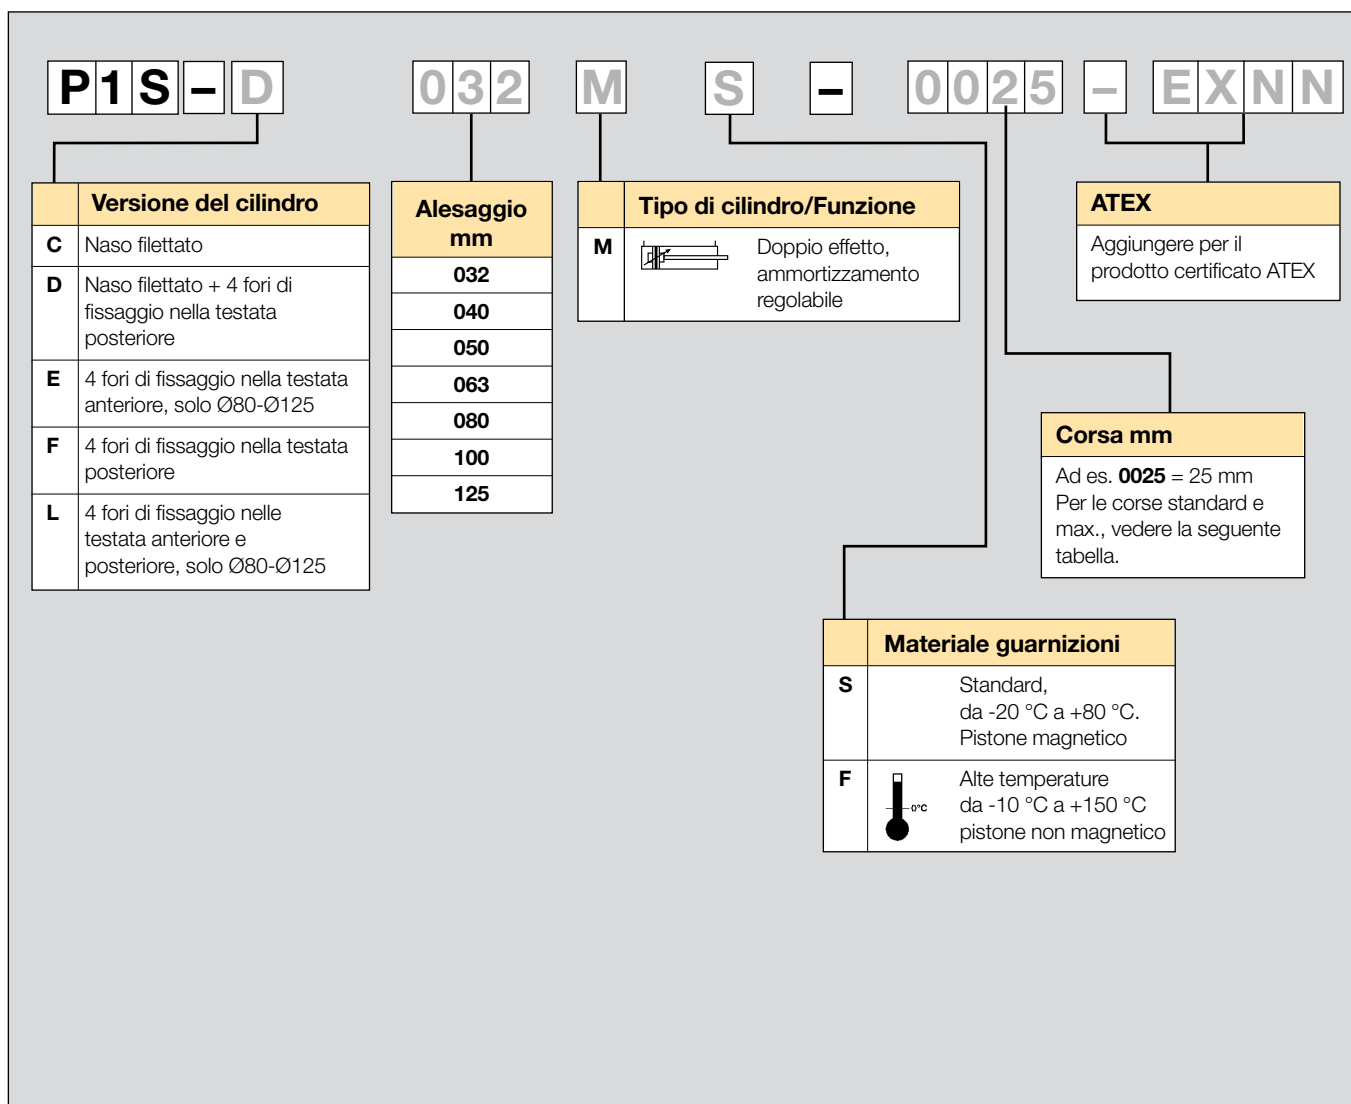 P1S-D 032 M S - 0025 - EXNN
Versione del cilindro
C Naso filettato
D Naso filettato + 4 fori di
fissaggio nella testata
posteriore
E 4 fori di fissaggio nella testata
anteriore, solo Ø80-Ø125
F 4 fori di fissaggio nella testata
posteriore
L 4 fori di fissaggio nelle
testata anteriore e
posteriore, solo Ø80-Ø125
Alesaggio
mm
032
040
050
063
080
100
125
Tipo di cilindro/Funzione
M Doppio effetto,
ammortizzamento
regolabile
ATEX
Aggiungere per il
prodotto certificato ATEX
Corsa mm
Ad es. 0025 = 25 mm
Per le corse standard e
max., vedere la seguente
tabella.
Materiale guarnizioni
S Standard,
da -20 °C a +80 °C.
Pistone magnetico
F Alte temperature
0°C da -10 °C a +150 °C
pistone non magnetico